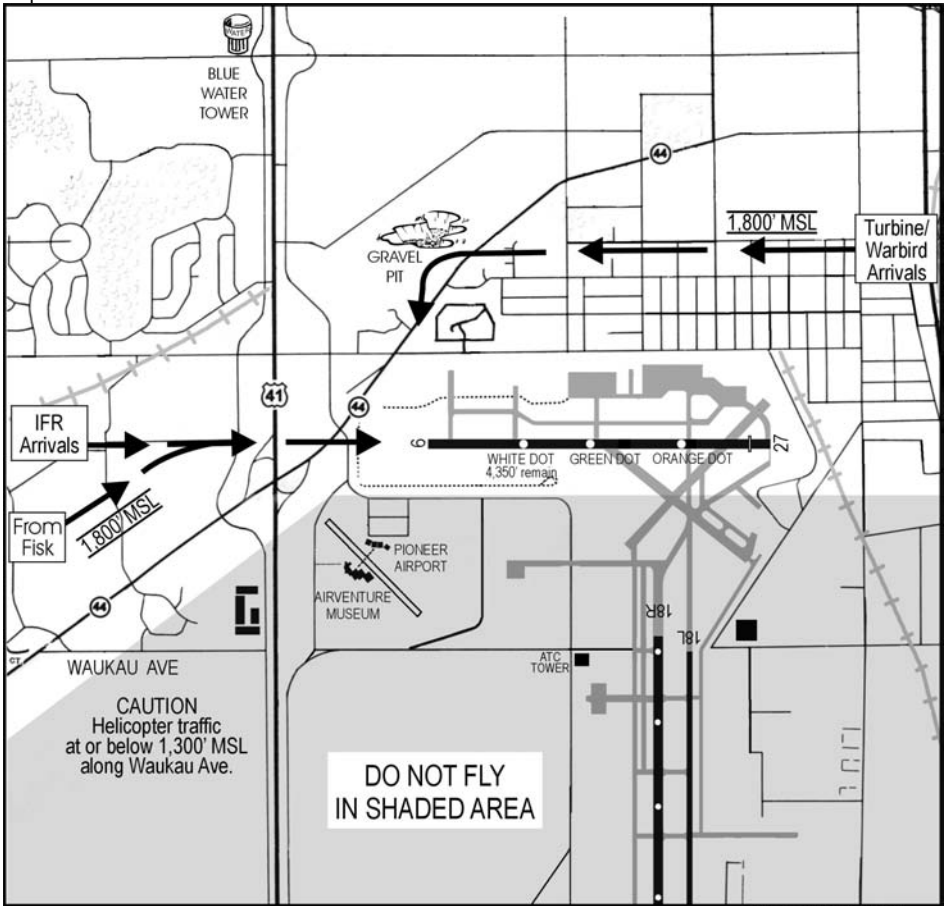 WATER
BLUE
WATER
TOWER
44
1,800' MSL
Turbine/
Warbird
Arrivals
GRAVEL
PIT
41
44
IFR
Arrivals
9
27
WHITE DOT
4,350' remain
GREEN DOT
ORANGE DOT
From
Fisk
1,800' MSL
PIONEER
AIRPORT
AIRVENTURE
MUSEUM
44
18R
18L
CT.
WAUKAU AVE
ATC
TOWER
CAUTION
Helicopter traffic
at or below 1,300' MSL
along Waukau Ave.
DO NOT FLY
IN SHADED AREA